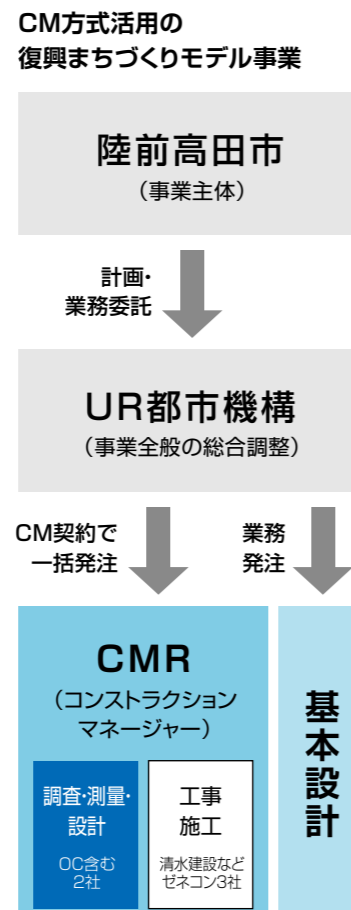 CM方式活用の
復興まちづくりモデル事業
陸前高田市
（事業主体）
計画・
業務委託
UR都市機構
（事業全般の総合調整）
CM契約で
一括発注
業務
発注
CMR
（コンストラクション
マネージャー）
調査・測量・
設計
OC含む
2社
工事
施工
清水建設など
ゼネコン3社
基本設計